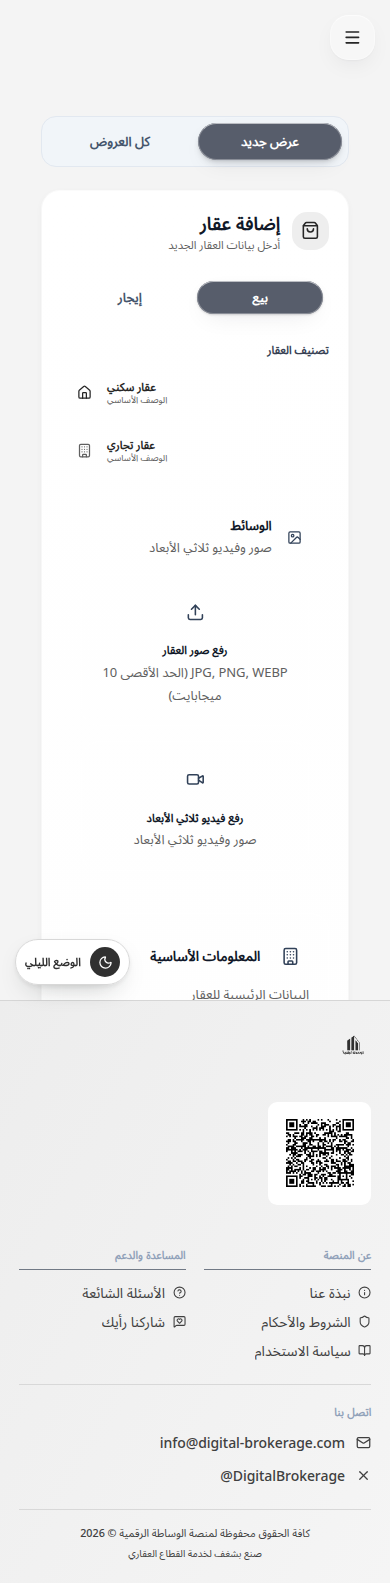 عرض جديد
كل العروض
إضافة عقار
أدخل بيانات العقار الجديد
بيع
إيجار
تصنيف العقار
عقار سكني
الوصف الأساسي
عقار تجاري
الوصف الأساسي
الوسائط
صور وفيديو ثلاثي الأبعاد
رفع صور العقار
JPG, PNG, WEBP (الحد الأقصى 10
ميجابايت)
رفع فيديو ثلاثي الأبعاد
صور وفيديو ثلاثي الأبعاد
المعلومات الأساسية
الوضع الليلي
البيانات الرئيسية للعقار
عن المنصة
نبذة عنا
الشروط والأحكام
سياسة الاستخدام
المساعدة والدعم
الأسئلة الشائعة
شاركنا رأيك
اتصل بنا
info@digital-brokerage.com
@DigitalBrokerage
كافة الحقوق محفوظة لمنصة الوساطة الرقمية © 2026
صنع بشغف لخدمة القطاع العقاري